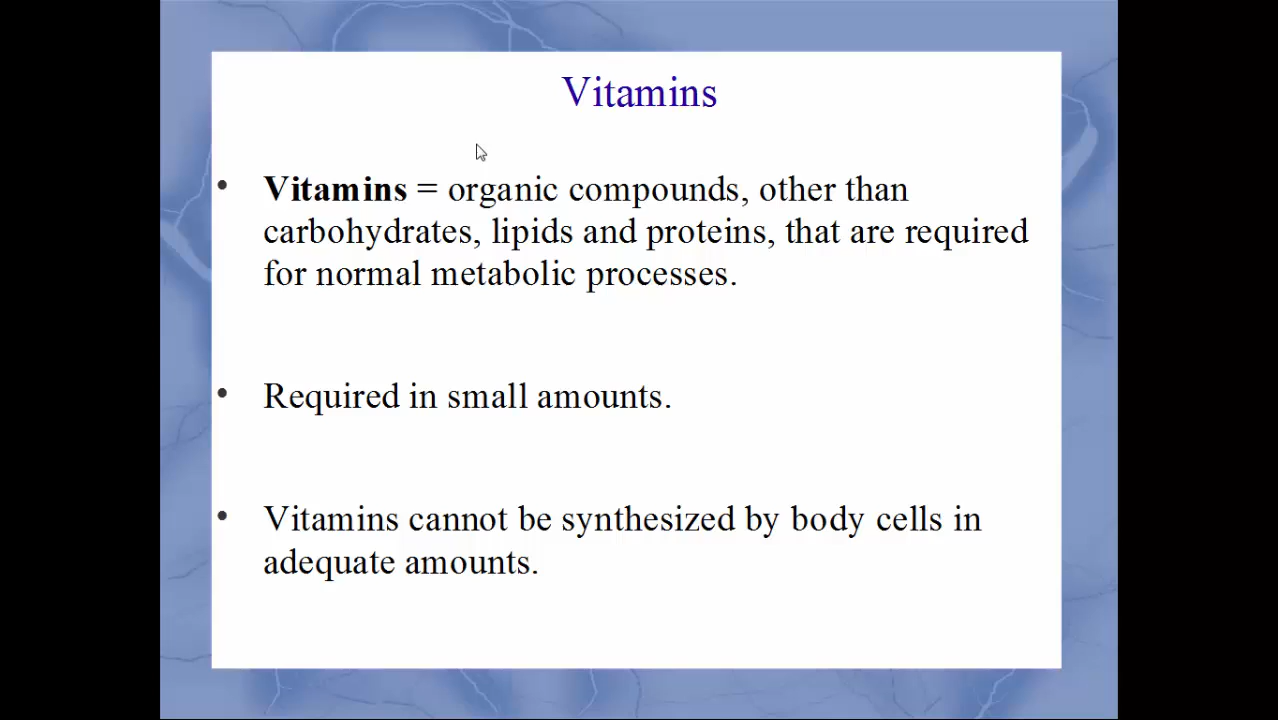 Vitamins
• Vitamins = organic compounds, other than
carbohydrates, lipids and proteins, that are required
for normal metabolic processes.
• Required in small amounts.
• Vitamins cannot be synthesized by body cells in
adequate amounts.